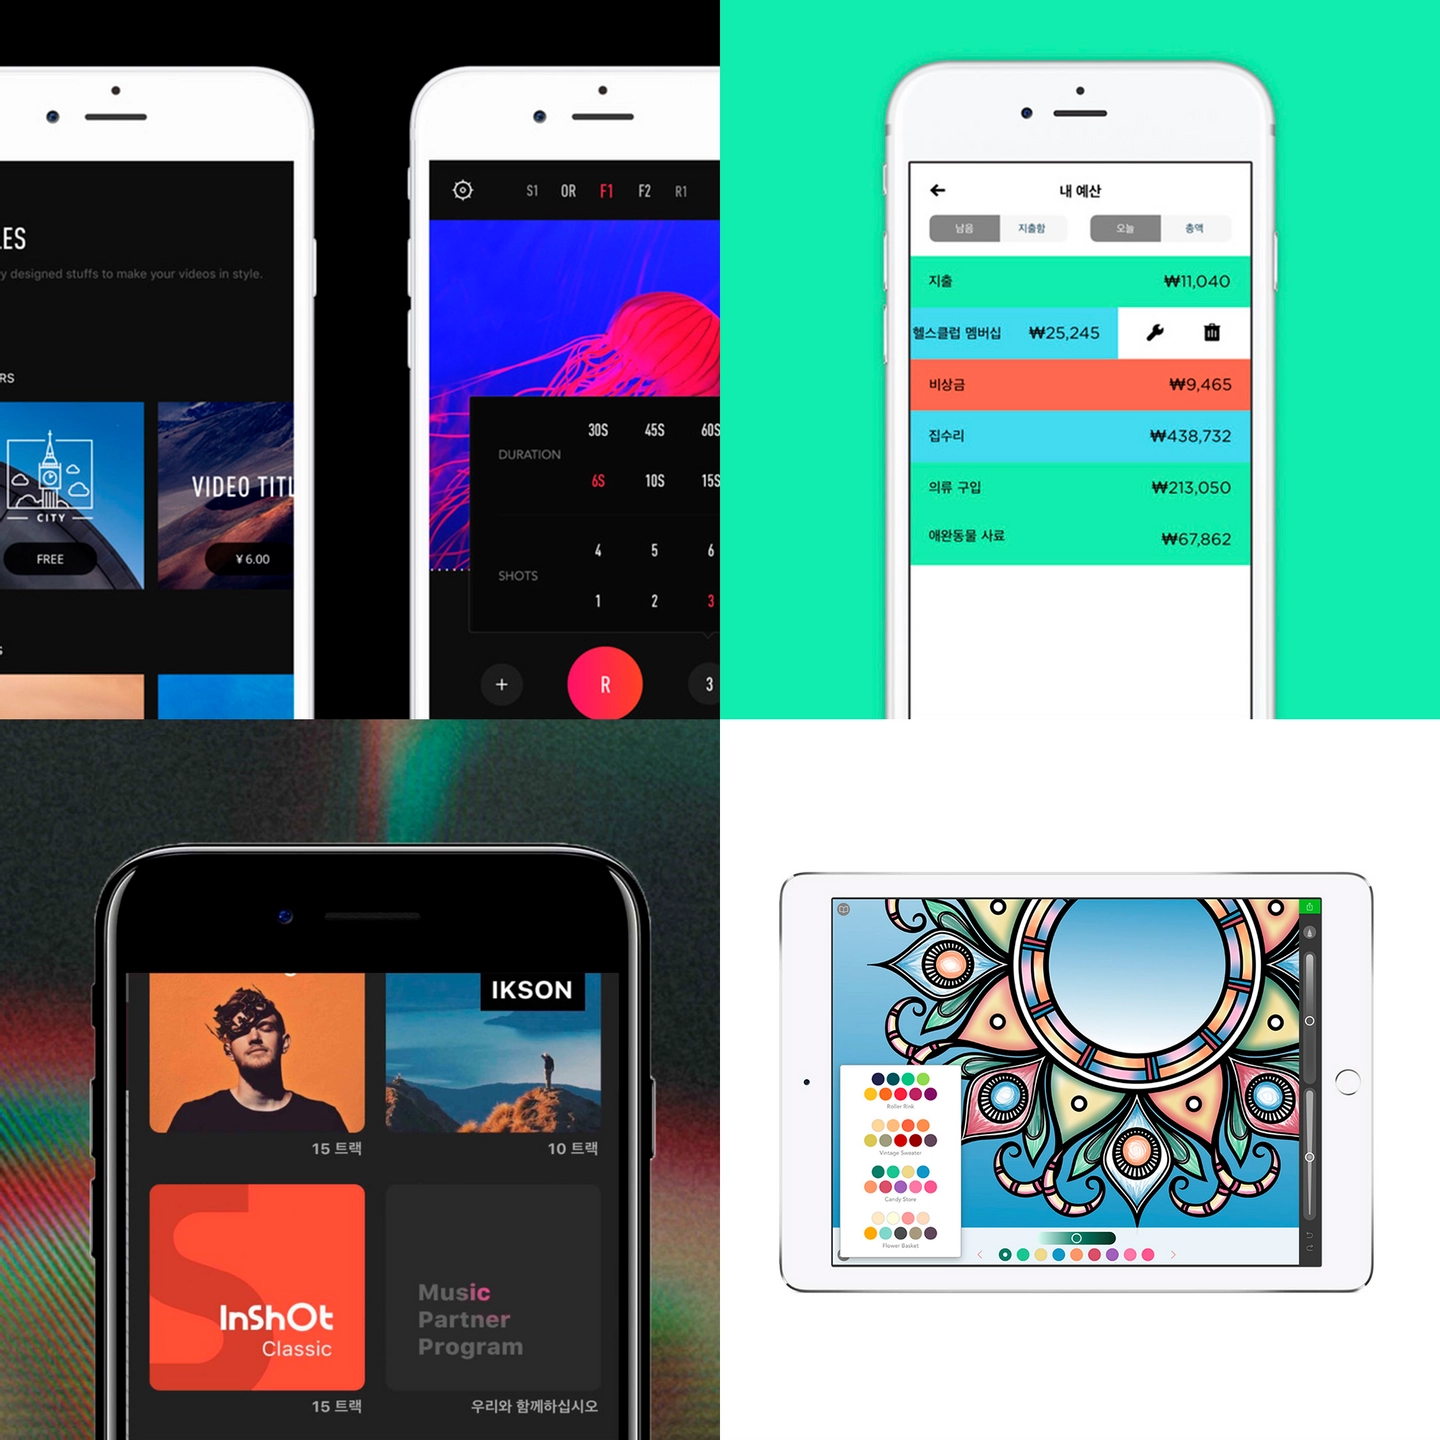 LES
y designed stuffs to make your videos in style.
RS
CITY
FREE
VIDEO TITL
¥ 6.00
S
S1 OR F1 F2 R1
DURATION
30S 45S 60S
6S 10S 15S
SHOTS
4 5 6
1 2 3
+ R 3
내 예산
남음 지출함 오늘 총액
지출 ₩11,040
헬스클럽 멤버십 ₩25,245
비상금 ₩9,465
집수리 ₩438,732
의류 구입 ₩213,050
애완동물 사료 ₩67,862
IKSON
15 트랙
10 트랙
InShOt
Classic
15 트랙
Music
Partner
Program
우리와 함께하십시오
Roller Rink
Vintage Sweater
Candy Store
Flower Basket